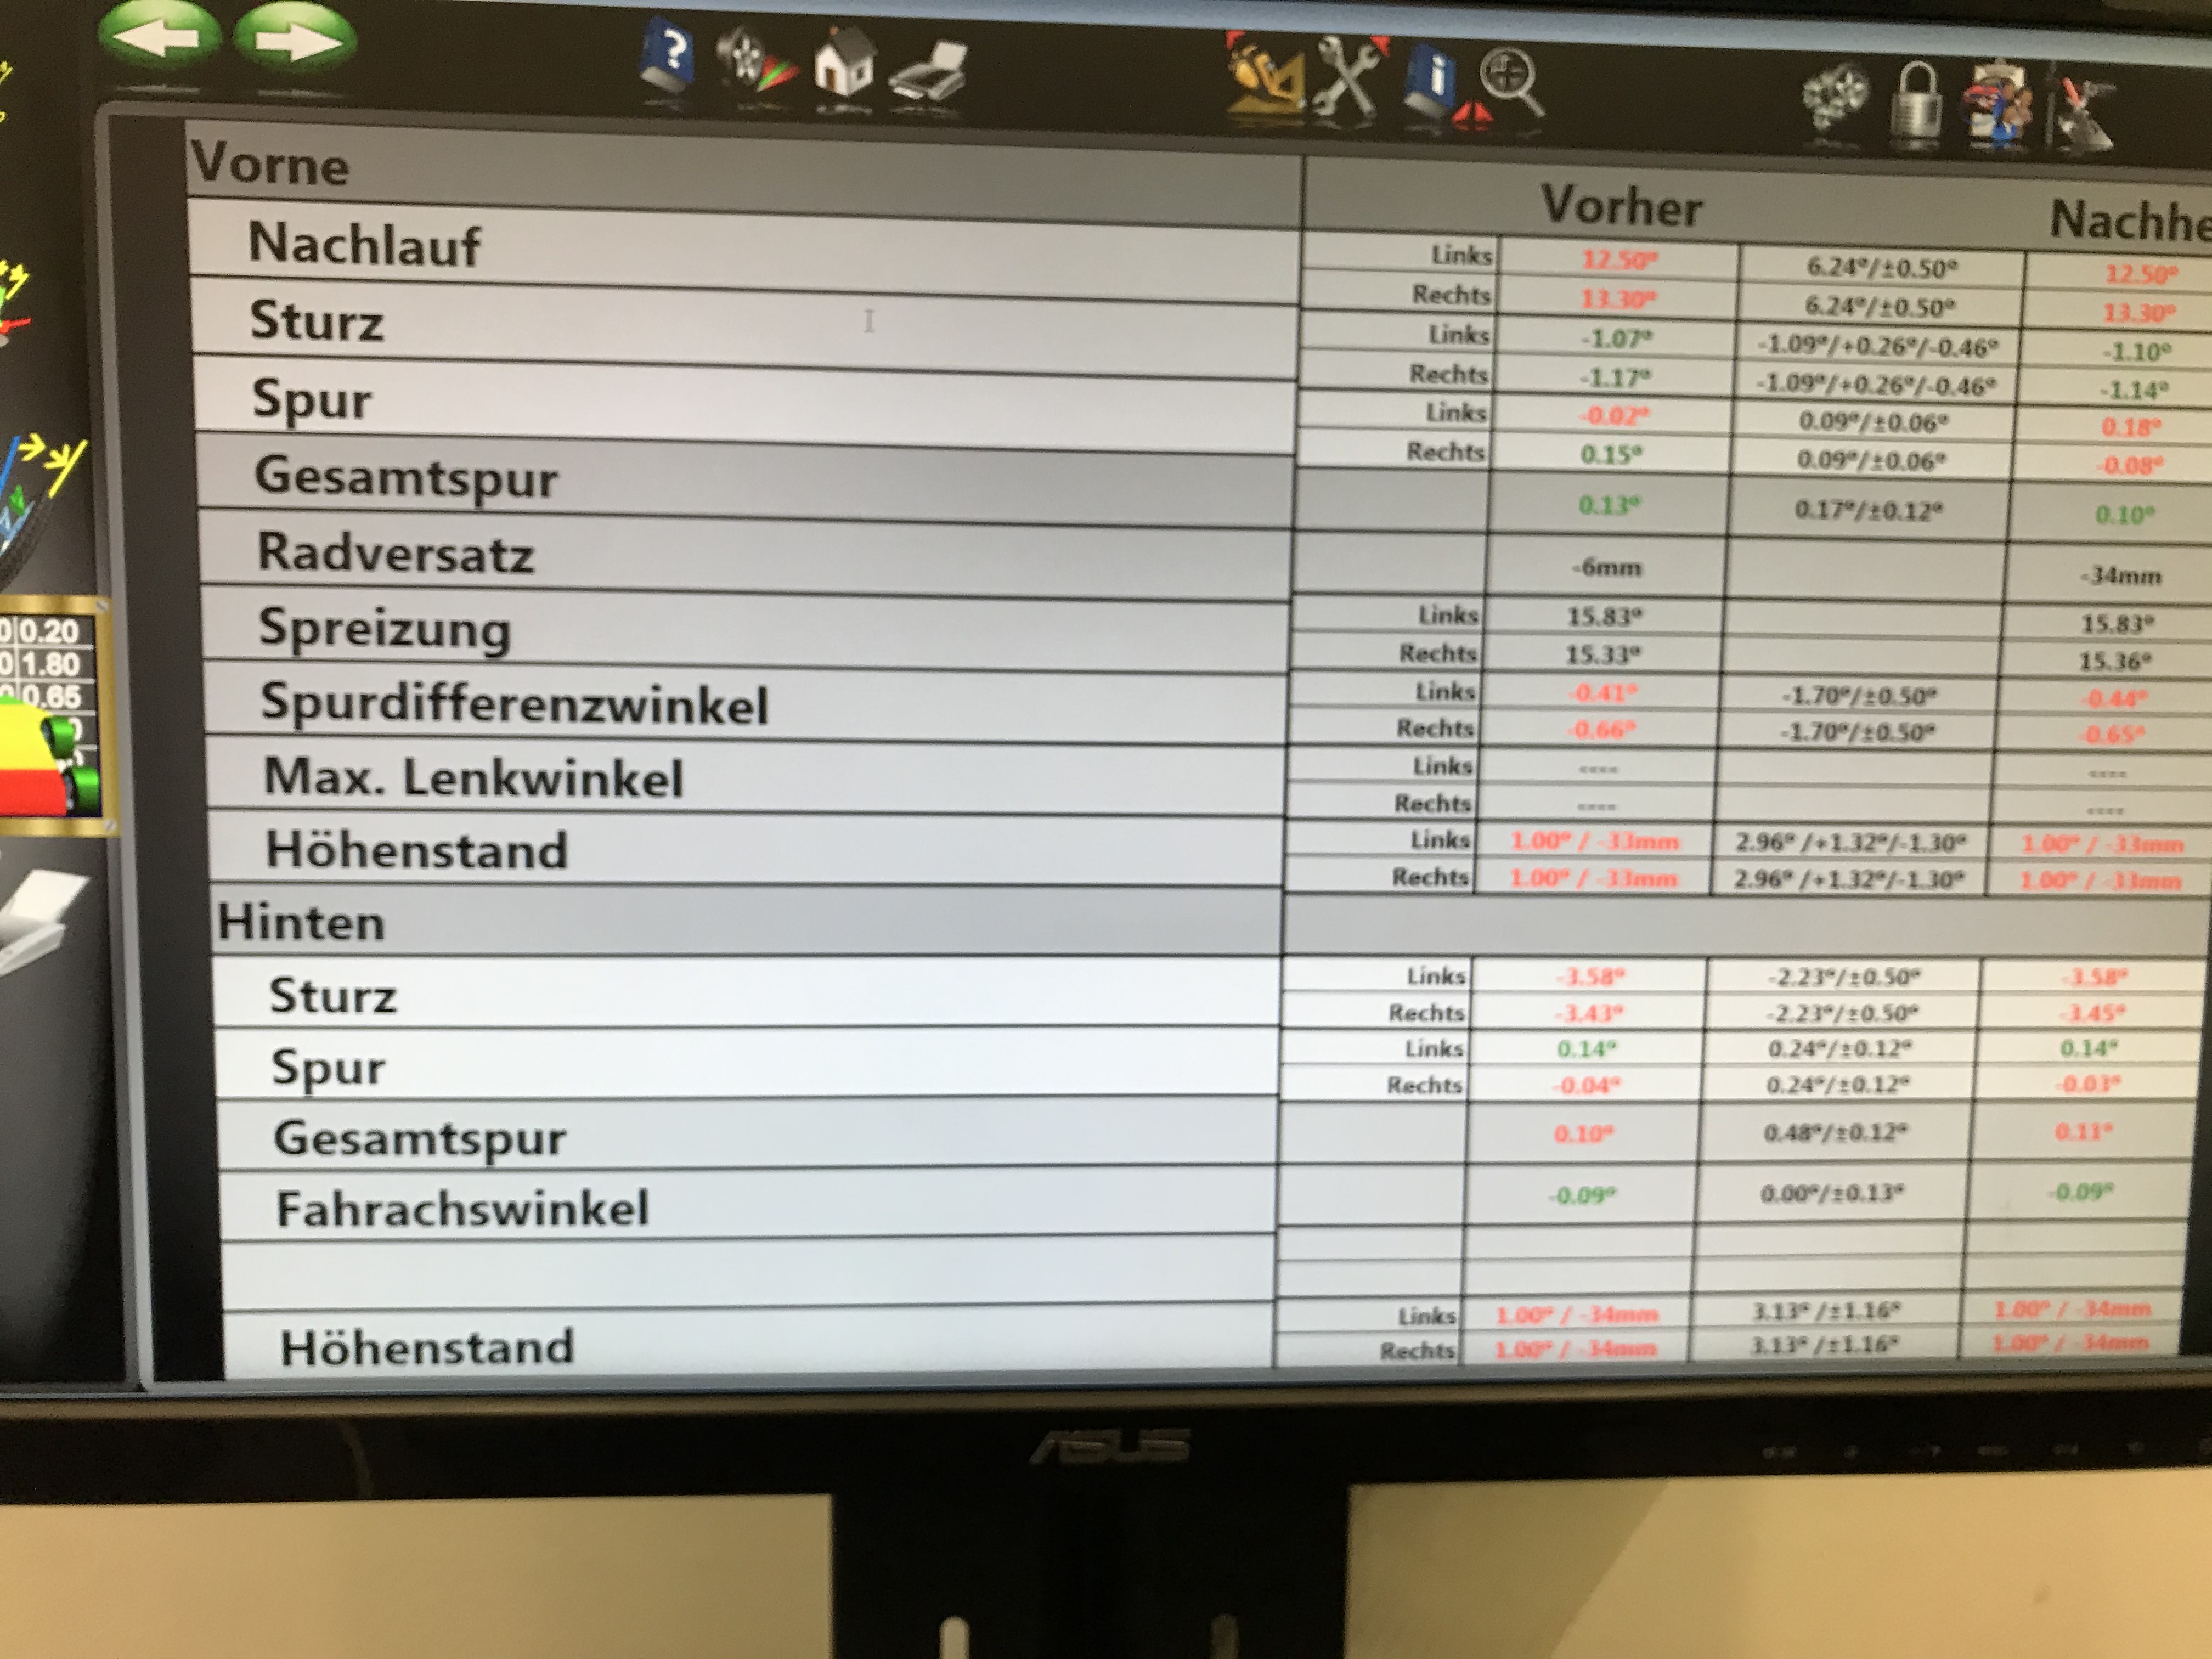 Vorne
Vorher
Nachhe
Nachlauf
Links 12.50° 6.24°/±0.50° 12.50°
Rechts 13.30° 6.24°/±0.50° 13.30°
Sturz
Links -1.07° -1.09°/+0.26°/-0.46° -1.10°
Rechts -1.17° -1.09°/+0.26°/-0.46° -1.14°
Spur
Links -0.02° 0.09°/±0.06° 0.18°
Rechts 0.15° 0.09°/±0.06° -0.08°
Gesamtspur
0.13° 0.17°/±0.12° 0.10°
Radversatz
-6mm -34mm
Spreizung
Links 15.83° 15.83°
Rechts 15.33° 15.36°
Spurdifferenzwinkel
Links -0.41° -1.70°/±0.50° -0.44°
Rechts -0.66° -1.70°/±0.50° -0.65°
Max. Lenkwinkel
Links ---- ----
Rechts ---- ----
Höhenstand
Links 1.00° / -33mm 2.96° /+1.32°/-1.30° 1.00° / -33mm
Rechts 1.00° / -33mm 2.96° /+1.32°/-1.30° 1.00° / -33mm
Hinten
Sturz
Links -3.58° -2.23°/±0.50° -3.58°
Rechts -3.43° -2.23°/±0.50° -3.45°
Spur
Links 0.14° 0.24°/±0.12° 0.14°
Rechts -0.04° 0.24°/±0.12° -0.03°
Gesamtspur
0.10° 0.48°/±0.12° 0.11°
Fahrachswinkel
-0.09° 0.00°/±0.13° -0.09°
Höhenstand
Links 1.00° / -34mm 3.13° /±1.16° 1.00° / -34mm
Rechts 1.00° / -34mm 3.13° /±1.16° 1.00° / -34mm
0 0.20
0 1.80
0 0.65
ASUS